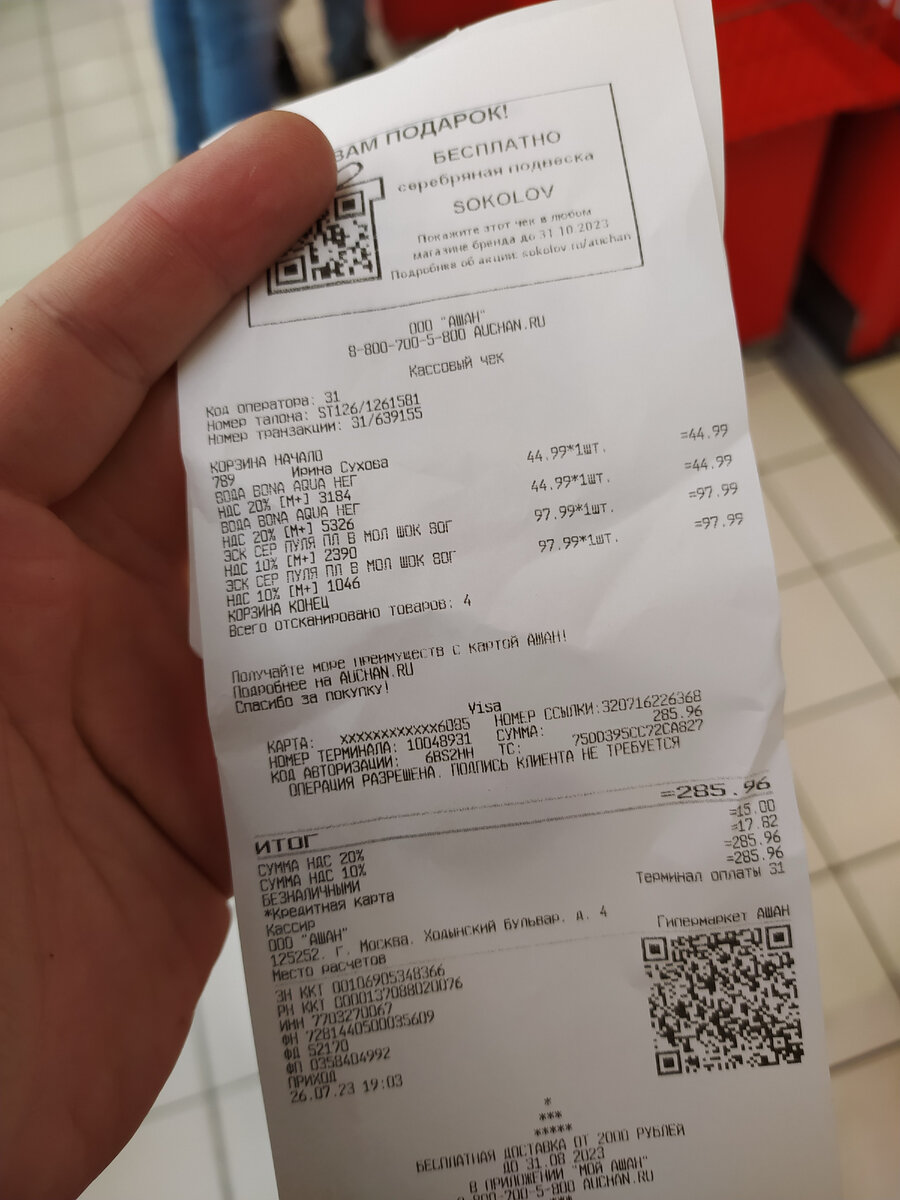 ВАМ ПОДАРОК!
БЕСПЛАТНО
серебряная подвеска
SOKOLOV
Покажите этот чек в любом
магазине бренда до 31.10.2023
Подробнее об акции: sokolov.ru/auchan
ООО "АШАН"
8-800-700-5-800 AUCHAN.RU
Кассовый чек
Код оператора: 31
Номер талона: ST126/1261581
Номер транзакции: 31/639155
КОРЗИНА НАЧАЛО
789 Ирина Сухова
ВОДА BONA AQUA НЕГ 44.99*1шт. =44.99
НДС 20% [М+] 3184
ВОДА BONA AQUA НЕГ 44.99*1шт. =44.99
НДС 20% [М+] 5326
ЭСК СЕР ПУЛЯ ПЛ В МОЛ ШОК 80Г 97.99*1шт. =97.99
НДС 10% [М+] 2390
ЭСК СЕР ПУЛЯ ПЛ В МОЛ ШОК 80Г 97.99*1шт. =97.99
НДС 10% [М+] 1046
КОРЗИНА КОНЕЦ
Всего отсканировано товаров: 4
Получайте море преимуществ с картой АШАН!
Подробнее на AUCHAN.RU
Спасибо за покупку!
Visa
КАРТА: XXXXXXXXXXXX6085 НОМЕР ССЫЛКИ:320716226368
НОМЕР ТЕРМИНАЛА: 10048931 СУММА: 285.96
КОД АВТОРИЗАЦИИ: 6BS2HH ТС: 7500395CC72CA827
ОПЕРАЦИЯ РАЗРЕШЕНА. ПОДПИСЬ КЛИЕНТА НЕ ТРЕБУЕТСЯ
ИТОГ =285.96
СУММА НДС 20% =15.00
СУММА НДС 10% =17.82
БЕЗНАЛИЧНЫМИ =285.96
*Кредитная карта =285.96
Кассир Терминал оплаты 31
ООО "АШАН"
125252, Г. Москва, Ходынский Бульвар, д. 4
Место расчетов Гипермаркет АШАН
ЗН ККТ 00106905348366
РН ККТ 0000137088020076
ИНН 7703270067
ФН 7281440500035609
ФД 52170
ФП 0358404992
ПРИХОД
26.07.23 19:03
*
***
*****
БЕСПЛАТНАЯ ДОСТАВКА ОТ 2000 РУБЛЕЙ
ДО 31.08 2023
В ПРИЛОЖЕНИИ "МОЙ АШАН"
8-800-700-5-800 AUCHAN.RU